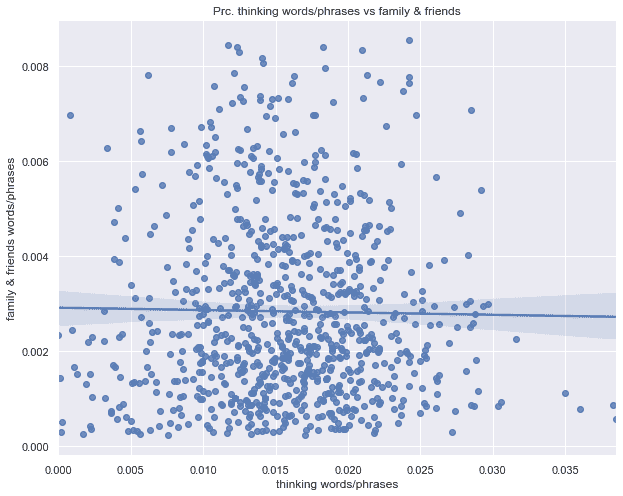 Prc. thinking words/phrases vs family & friends
family & friends words/phrases
0.008
0.006
0.004
0.002
0.000
0.000 0.005 0.010 0.015 0.020 0.025 0.030 0.035
thinking words/phrases